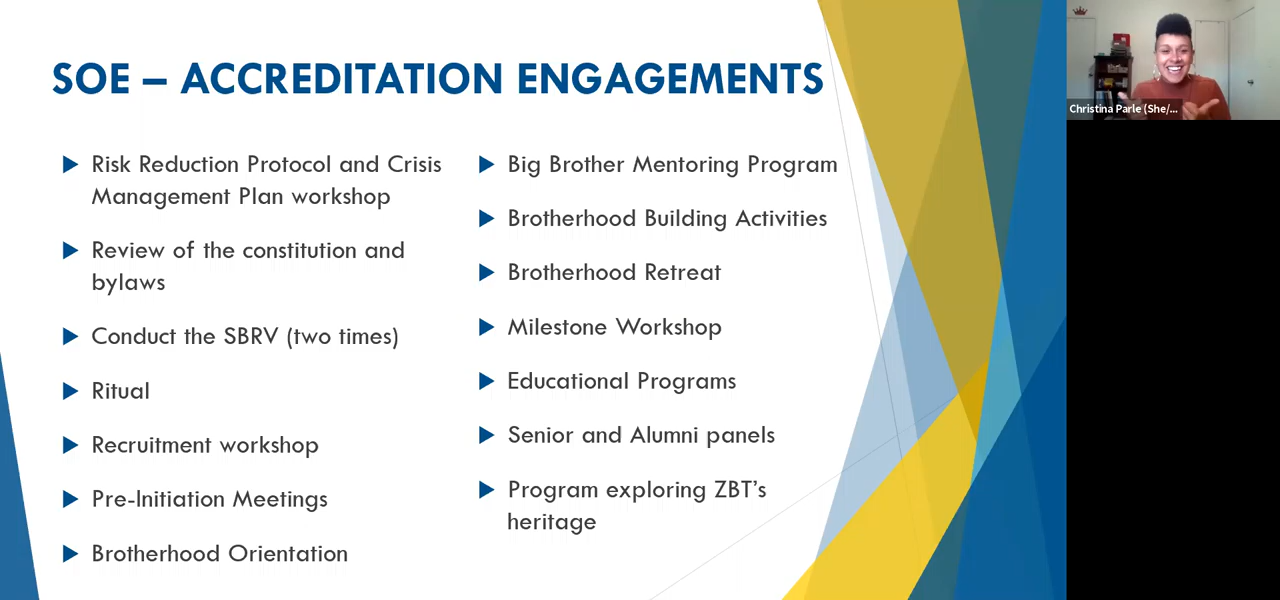 SOE – ACCREDITATION ENGAGEMENTS
Risk Reduction Protocol and Crisis
Management Plan workshop
Review of the constitution and
bylaws
Conduct the SBRV (two times)
Ritual
Recruitment workshop
Pre-Initiation Meetings
Brotherhood Orientation
Big Brother Mentoring Program
Brotherhood Building Activities
Brotherhood Retreat
Milestone Workshop
Educational Programs
Senior and Alumni panels
Program exploring ZBT’s
heritage
Christina Parle (She/...